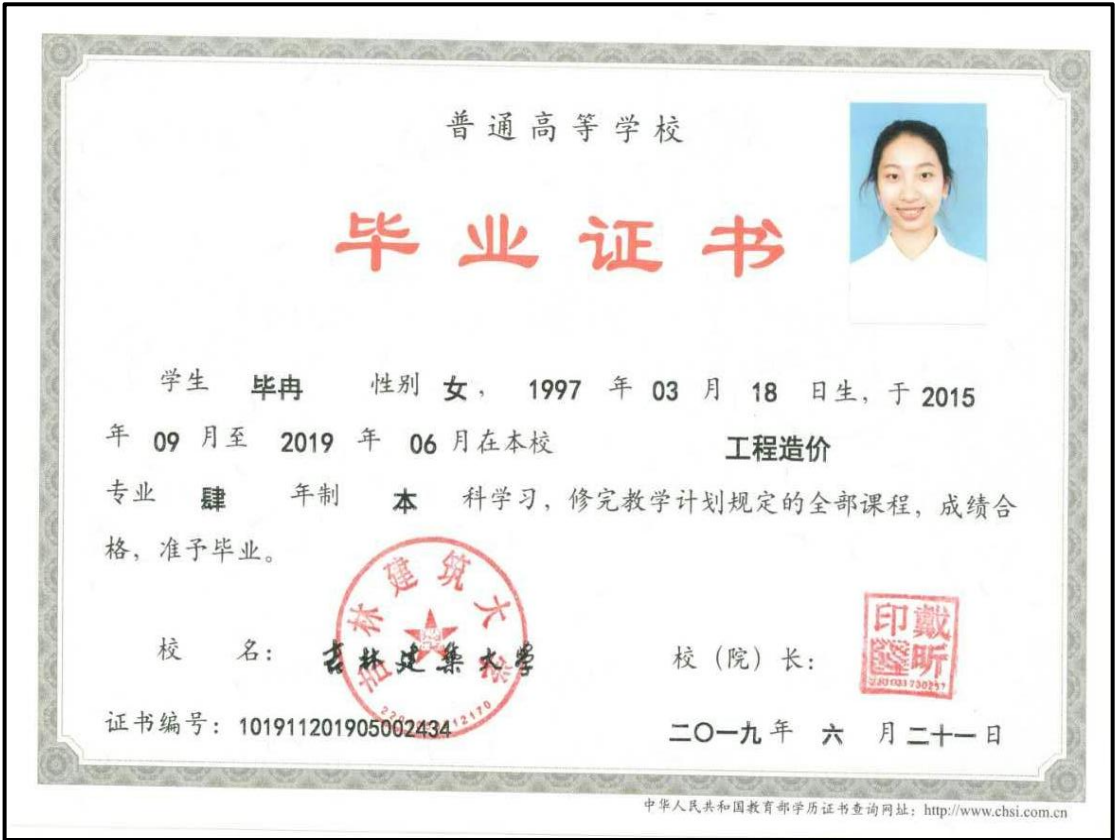 普通高等学校
毕业证书
学生 毕冉 性别 女， 1997 年 03 月 18 日生，于 2015
年 09 月至 2019 年 06 月在本校 工程造价
专业 肆 年制 本 科学习，修完教学计划规定的全部课程，成绩合
格，准予毕业。
吉林建筑大学
校 名： 吉林建筑大学
校（院）长：
戴昕印
证书编号：101911201905002434
二〇一九年 六 月二十一日
中华人民共和国教育部学历证书查询网址：http://www.chsi.com.cn